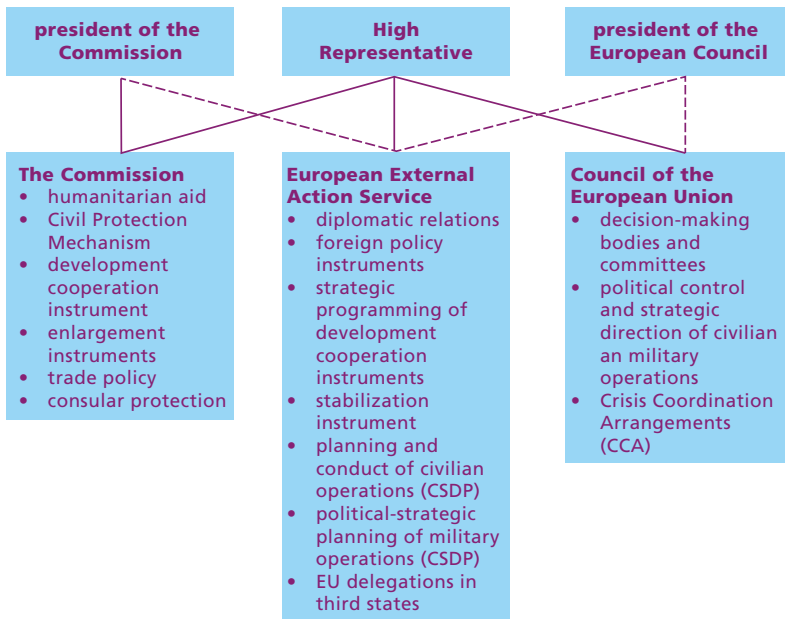 president of the
Commission
High
Representative
president of the
European Council
The Commission
• humanitarian aid
• Civil Protection
Mechanism
• development
cooperation
instrument
• enlargement
instruments
• trade policy
• consular protection
European External
Action Service
• diplomatic relations
• foreign policy
instruments
• strategic
programming of
development
cooperation
instruments
• stabilization
instrument
• planning and
conduct of civilian
operations (CSDP)
• political-strategic
planning of military
operations (CSDP)
• EU delegations in
third states
Council of the
European Union
• decision-making
bodies and
committees
• political control
and strategic
direction of civilian
an military
operations
• Crisis Coordination
Arrangements
(CCA)